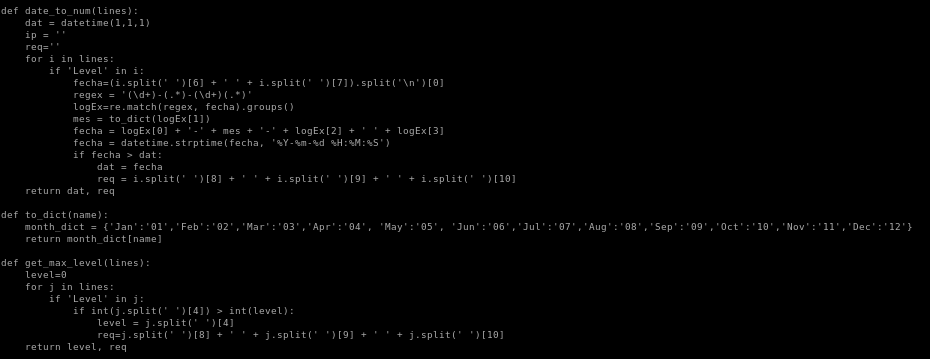 def date_to_num(lines):
    dat = datetime(1,1,1)
    ip = ''
    req=''
    for i in lines:
        if 'Level' in i:
            fecha=(i.split(' ')[6] + ' ' + i.split(' ')[7]).split('\n')[0]
            regex = '(\d+)-(.*)-(\d+)(.*)'
            logEx=re.match(regex, fecha).groups()
            mes = to_dict(logEx[1])
            fecha = logEx[0] + '-' + mes + '-' + logEx[2] + ' ' + logEx[3]
            fecha = datetime.strptime(fecha, '%Y-%m-%d %H:%M:%S')
            if fecha > dat:
                dat = fecha
                req = i.split(' ')[8] + ' ' + i.split(' ')[9] + ' ' + i.split(' ')[10]
    return dat, req

def to_dict(name):
    month_dict = {'Jan':'01','Feb':'02','Mar':'03','Apr':'04', 'May':'05', 'Jun':'06','Jul':'07','Aug':'08','Sep':'09','Oct':'10','Nov':'11','Dec':'12'}
    return month_dict[name]

def get_max_level(lines):
    level=0
    for j in lines:
        if 'Level' in j:
            if int(j.split(' ')[4]) > int(level):
                level = j.split(' ')[4]
                req=j.split(' ')[8] + ' ' + j.split(' ')[9] + ' ' + j.split(' ')[10]
    return level, req